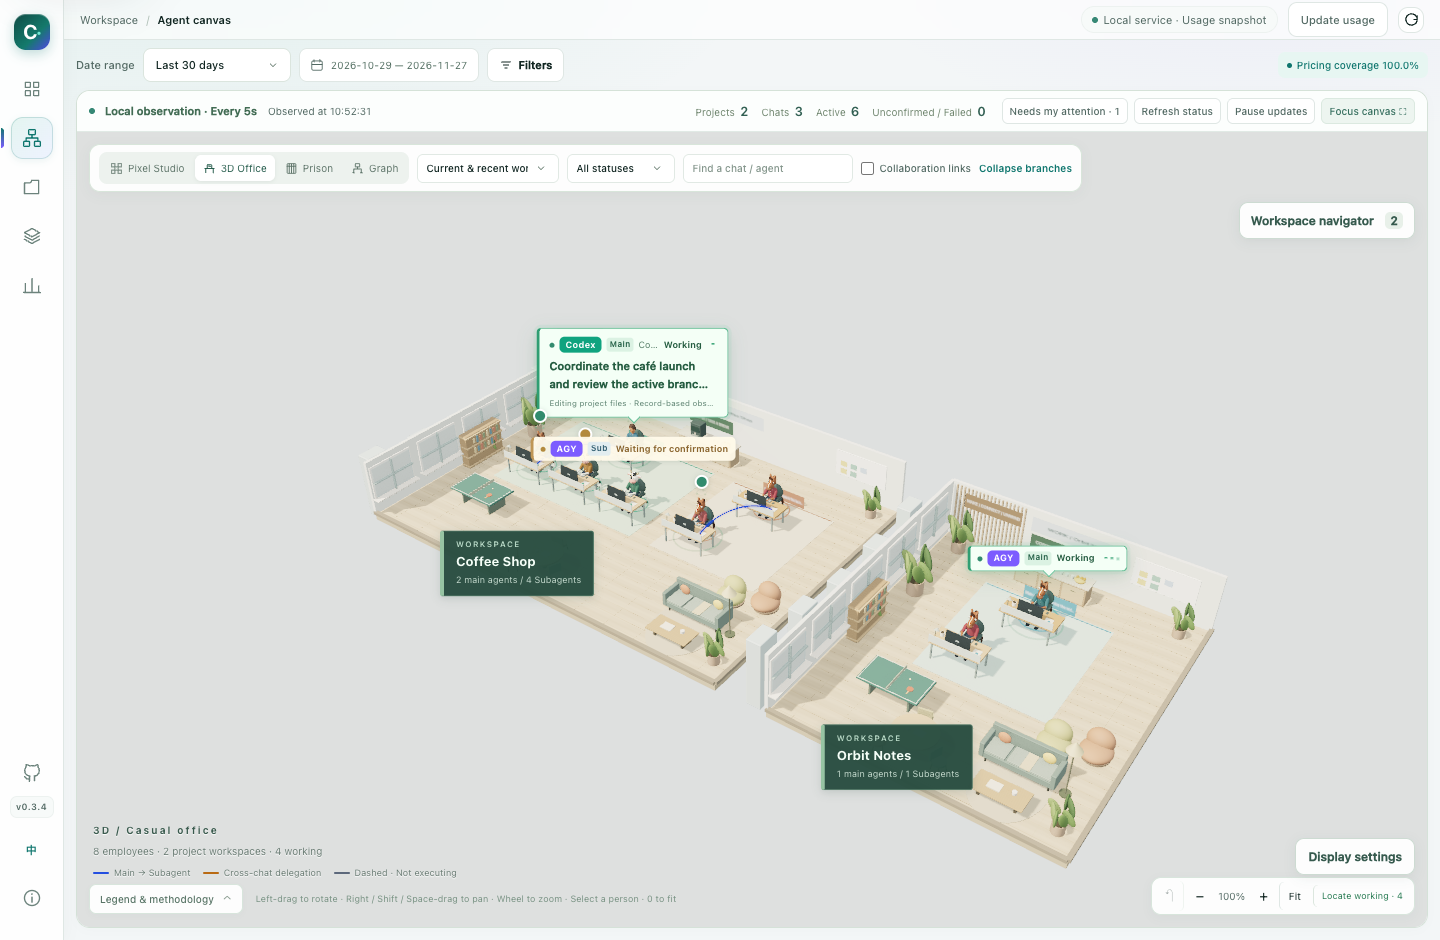 C
Workspace / Agent canvas
Local service · Usage snapshot
Update usage
Date range
Last 30 days
2026-10-29 — 2026-11-27
Filters
Pricing coverage 100.0%
Local observation · Every 5s
Observed at 10:52:31
Projects 2
Chats 3
Active 6
Unconfirmed / Failed 0
Needs my attention · 1
Refresh status
Pause updates
Focus canvas
Pixel Studio
3D Office
Prison
Graph
Current & recent wor
All statuses
Find a chat / agent
Collaboration links
Collapse branches
Workspace navigator 2
Codex Main Co... Working
Coordinate the café launch
and review the active branc...
Editing project files · Record-based obs...
AGY Sub Waiting for confirmation
WORKSPACE
Coffee Shop
2 main agents / 4 Subagents
AGY Main Working
WORKSPACE
Orbit Notes
1 main agents / 1 Subagents
v0.3.4
中
3D / Casual office
8 employees · 2 project workspaces · 4 working
Main → Subagent
Cross-chat delegation
Dashed · Not executing
Legend & methodology
Left-drag to rotate · Right / Shift / Space-drag to pan · Wheel to zoom · Select a person · 0 to fit
Display settings
− 100% +
Fit
Locate working · 4